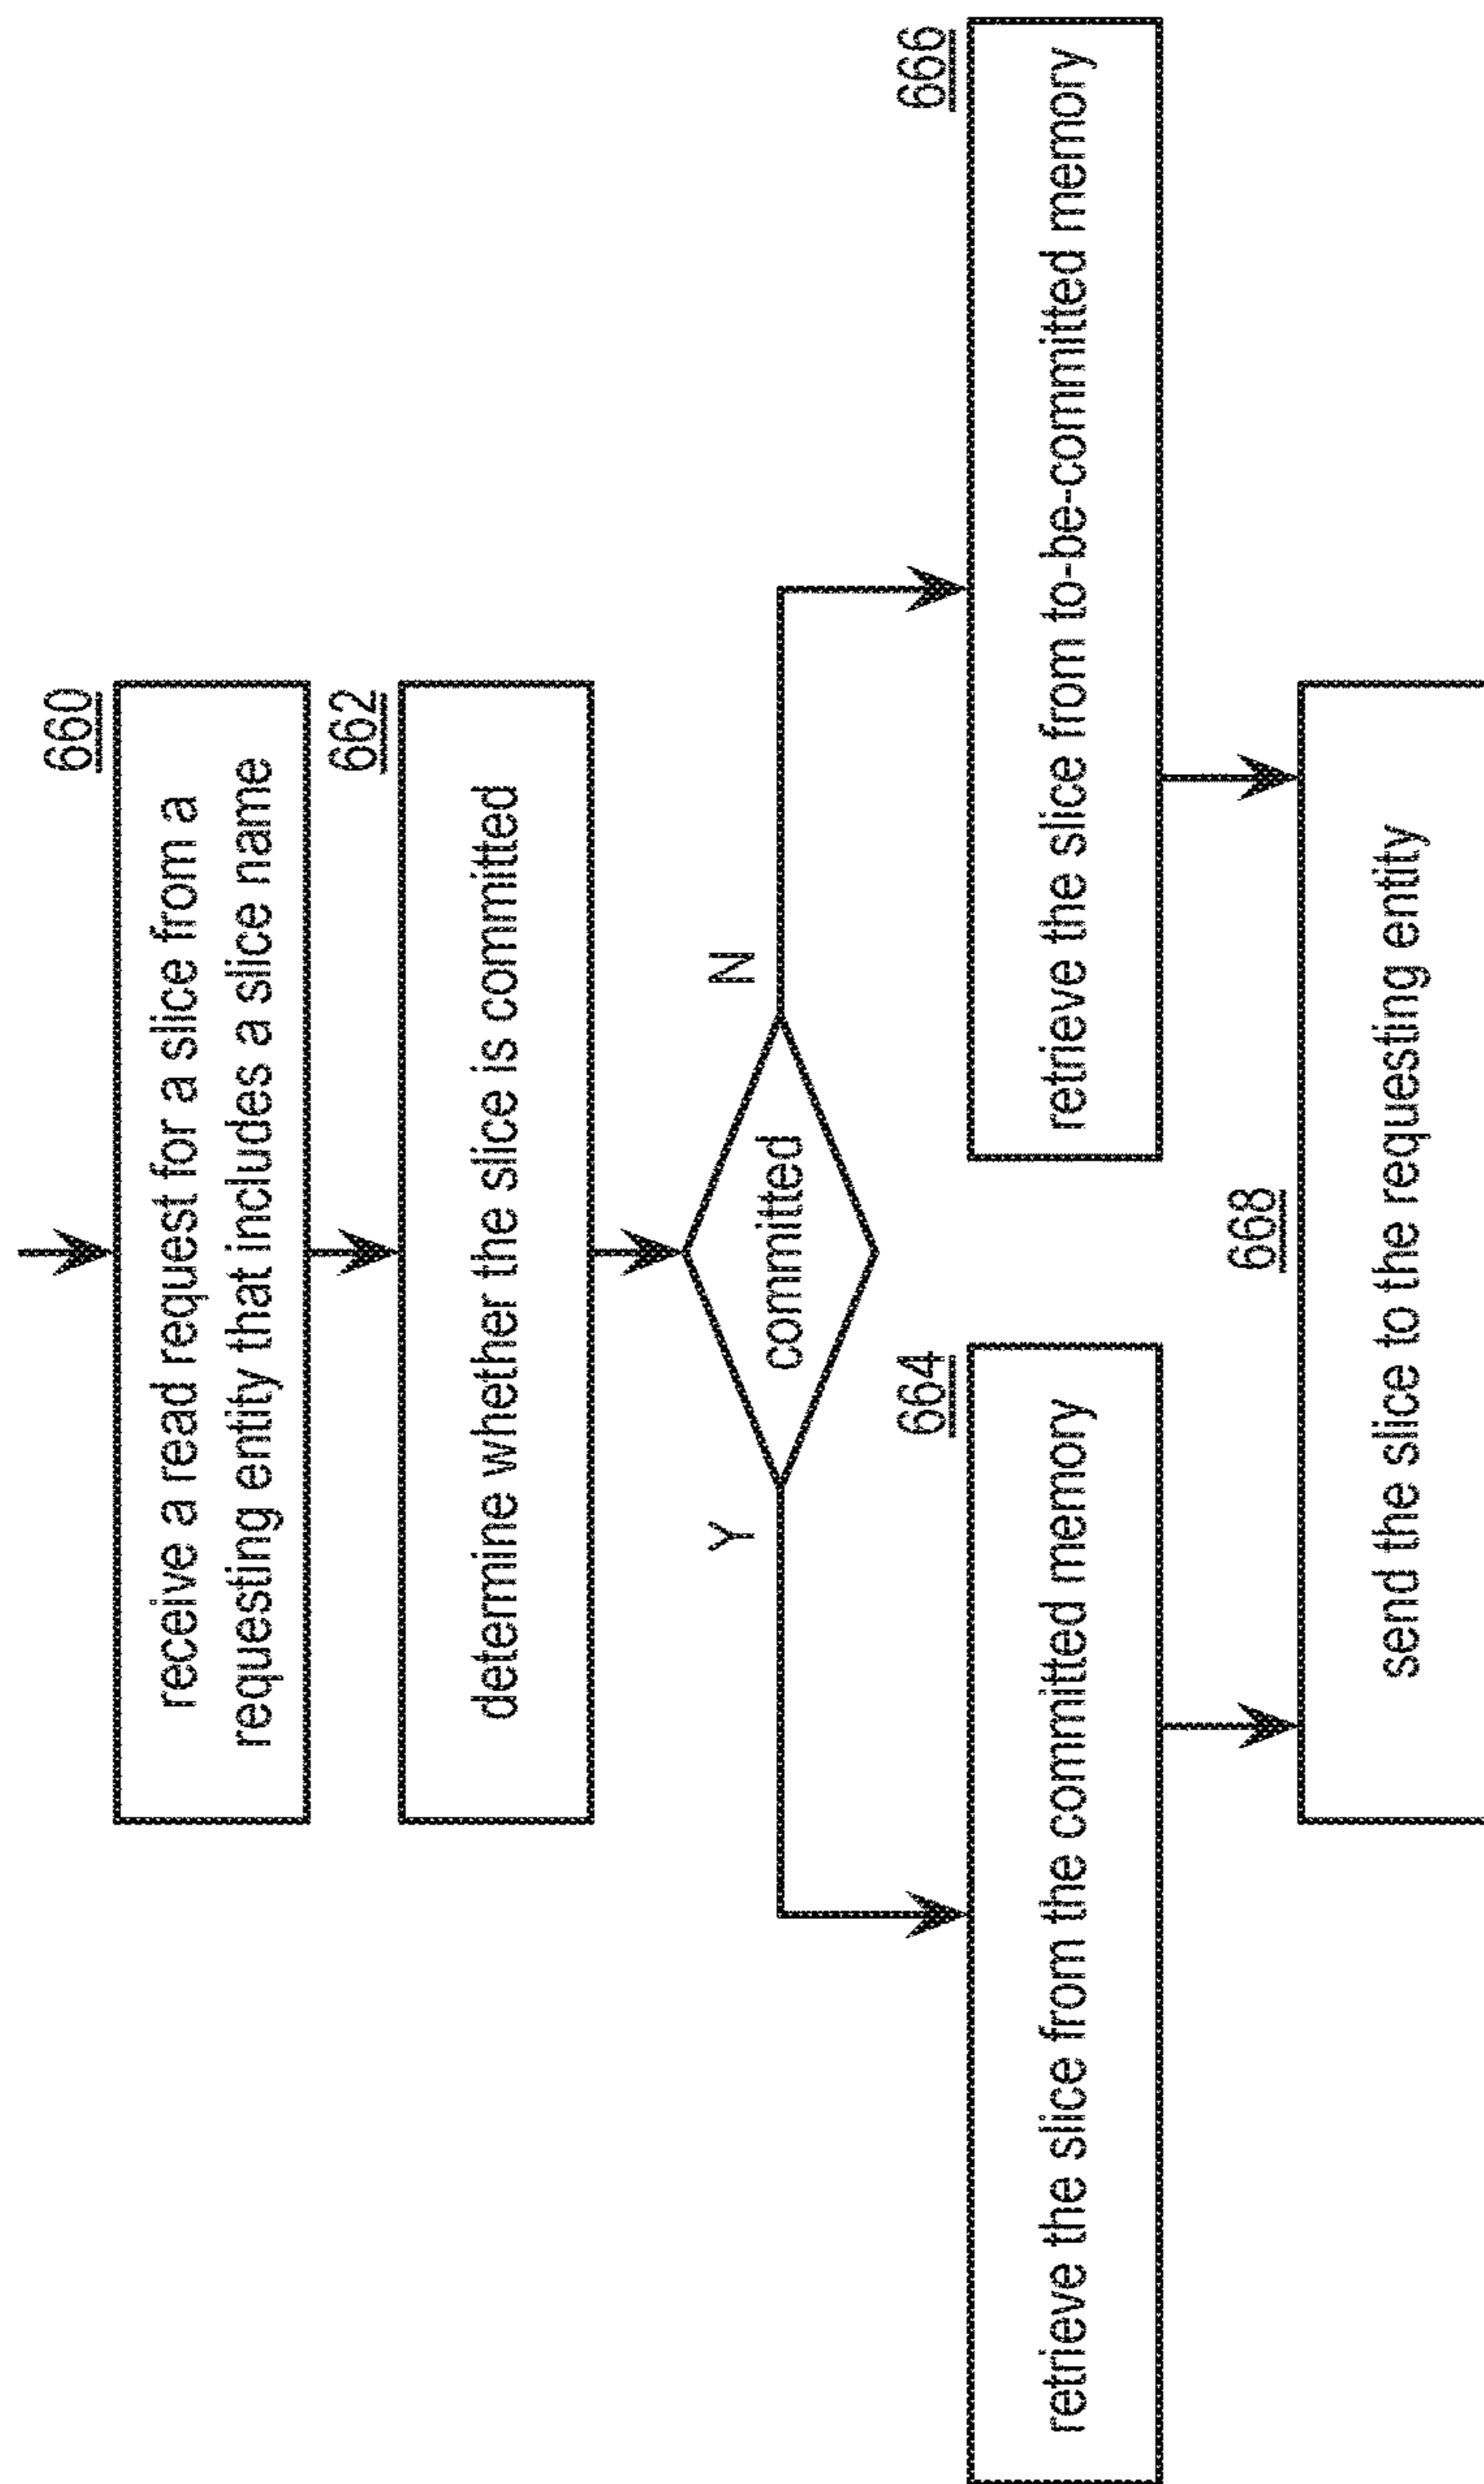 660
receive a read request for a slice from a
requesting entity that includes a slice name
662
determine whether the slice is committed
Y
committed
N
664
retrieve the slice from the committed memory
666
retrieve the slice from to-be-committed memory
668
send the slice to the requesting entity